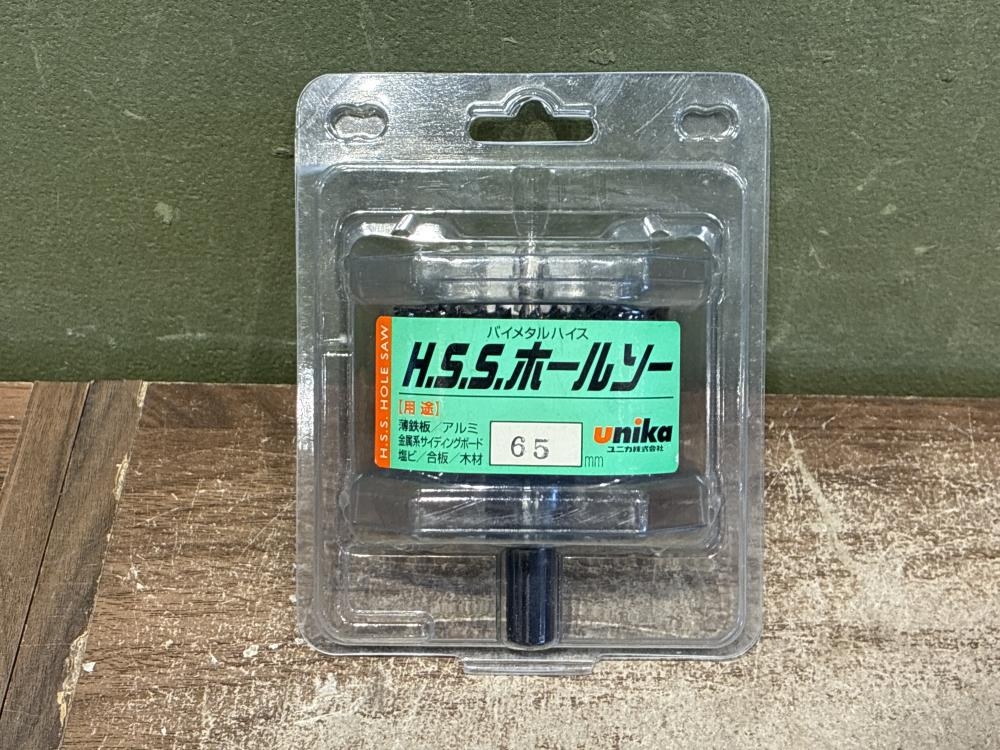 バイメタルハイス
H.S.S.ホールソー
H.S.S. HOLE SAW
【用途】
薄鉄板／アルミ
金属系サイディングボード
塩ビ／合板／木材
65 mm
unika
ユニカ株式会社